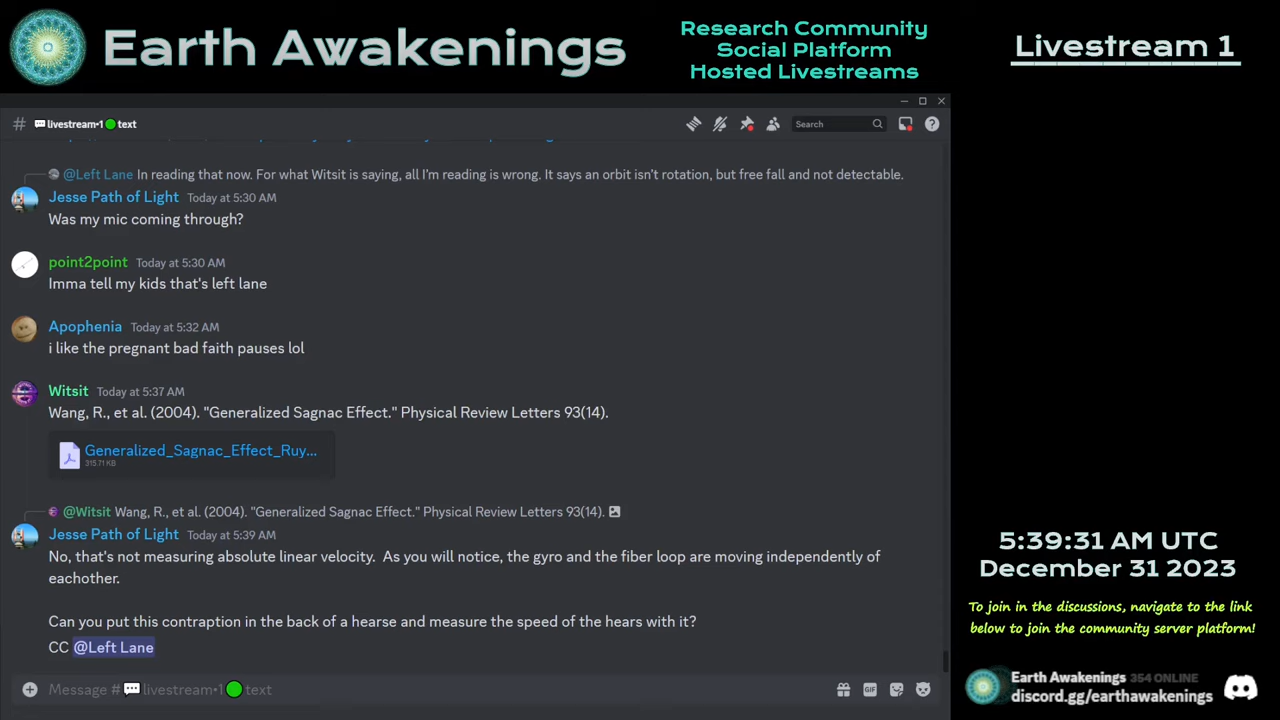 Earth Awakenings
Research Community
Social Platform
Hosted Livestreams
Livestream 1
# livestream•1 text
Search
@Left Lane In reading that now. For what Witsit is saying, all I'm reading is wrong. It says an orbit isn't rotation, but free fall and not detectable.
Jesse Path of Light Today at 5:30 AM
Was my mic coming through?
point2point Today at 5:30 AM
Imma tell my kids that's left lane
Apophenia Today at 5:32 AM
i like the pregnant bad faith pauses lol
Witsit Today at 5:37 AM
Wang, R., et al. (2004). "Generalized Sagnac Effect." Physical Review Letters 93(14).
Generalized_Sagnac_Effect_Ruy...
315.71 KB
@Witsit Wang, R., et al. (2004). "Generalized Sagnac Effect." Physical Review Letters 93(14).
Jesse Path of Light Today at 5:39 AM
No, that's not measuring absolute linear velocity. As you will notice, the gyro and the fiber loop are moving independently of
eachother.
Can you put this contraption in the back of a hearse and measure the speed of the hears with it?
CC @Left Lane
Message # livestream•1 text
GIF
5:39:31 AM UTC
December 31 2023
To join in the discussions, navigate to the link
below to join the community server platform!
Earth Awakenings 354 ONLINE
discord.gg/earthawakenings